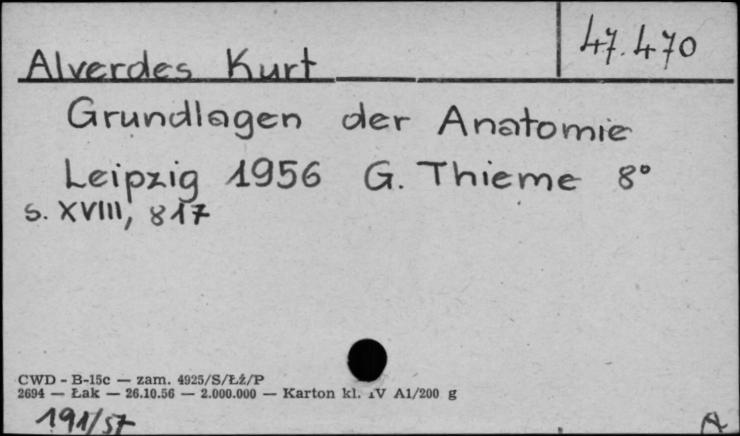 Alverdes Kurt
47.470
Grundlagen der Anatomie
Leipzig 1956 G. Thieme 8°
s. XVIII, 817
CWD - B-15c — zam. 4925/S/Łż/P
2694 — Łak — 26.10.56 — 2.000.000 — Karton kl. IV A1/200 g
191/57
A